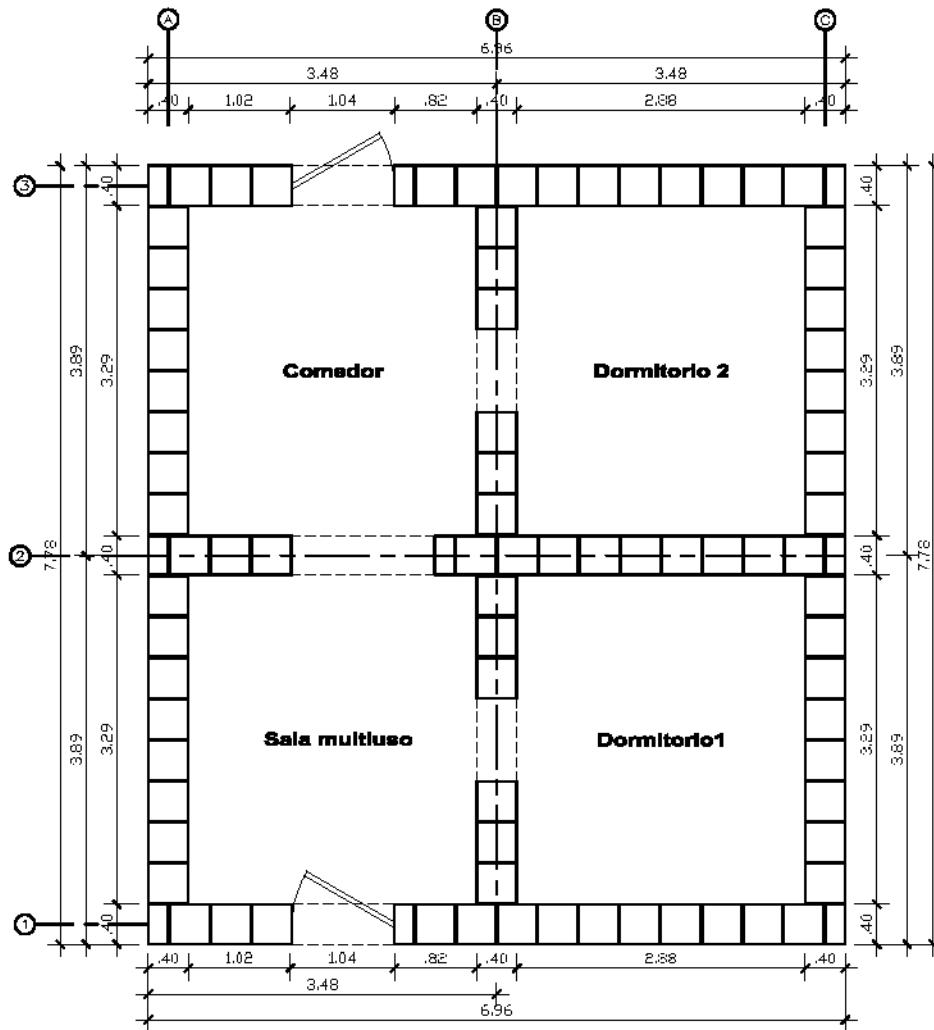 A B C
6.96
3.48 3.48
.40 1.02 1.04 .82 .40 2.88 .40
3
.40 .40
3.89 3.29 3.29 3.89
Comedor Dormitorio 2
2
7.78 .40 .40 7.78
3.89 3.29 3.29 3.89
Sala multiuso Dormitorio1
1
.40 .40
.40 1.02 1.04 .82 .40 2.88 .40
3.48
6.96